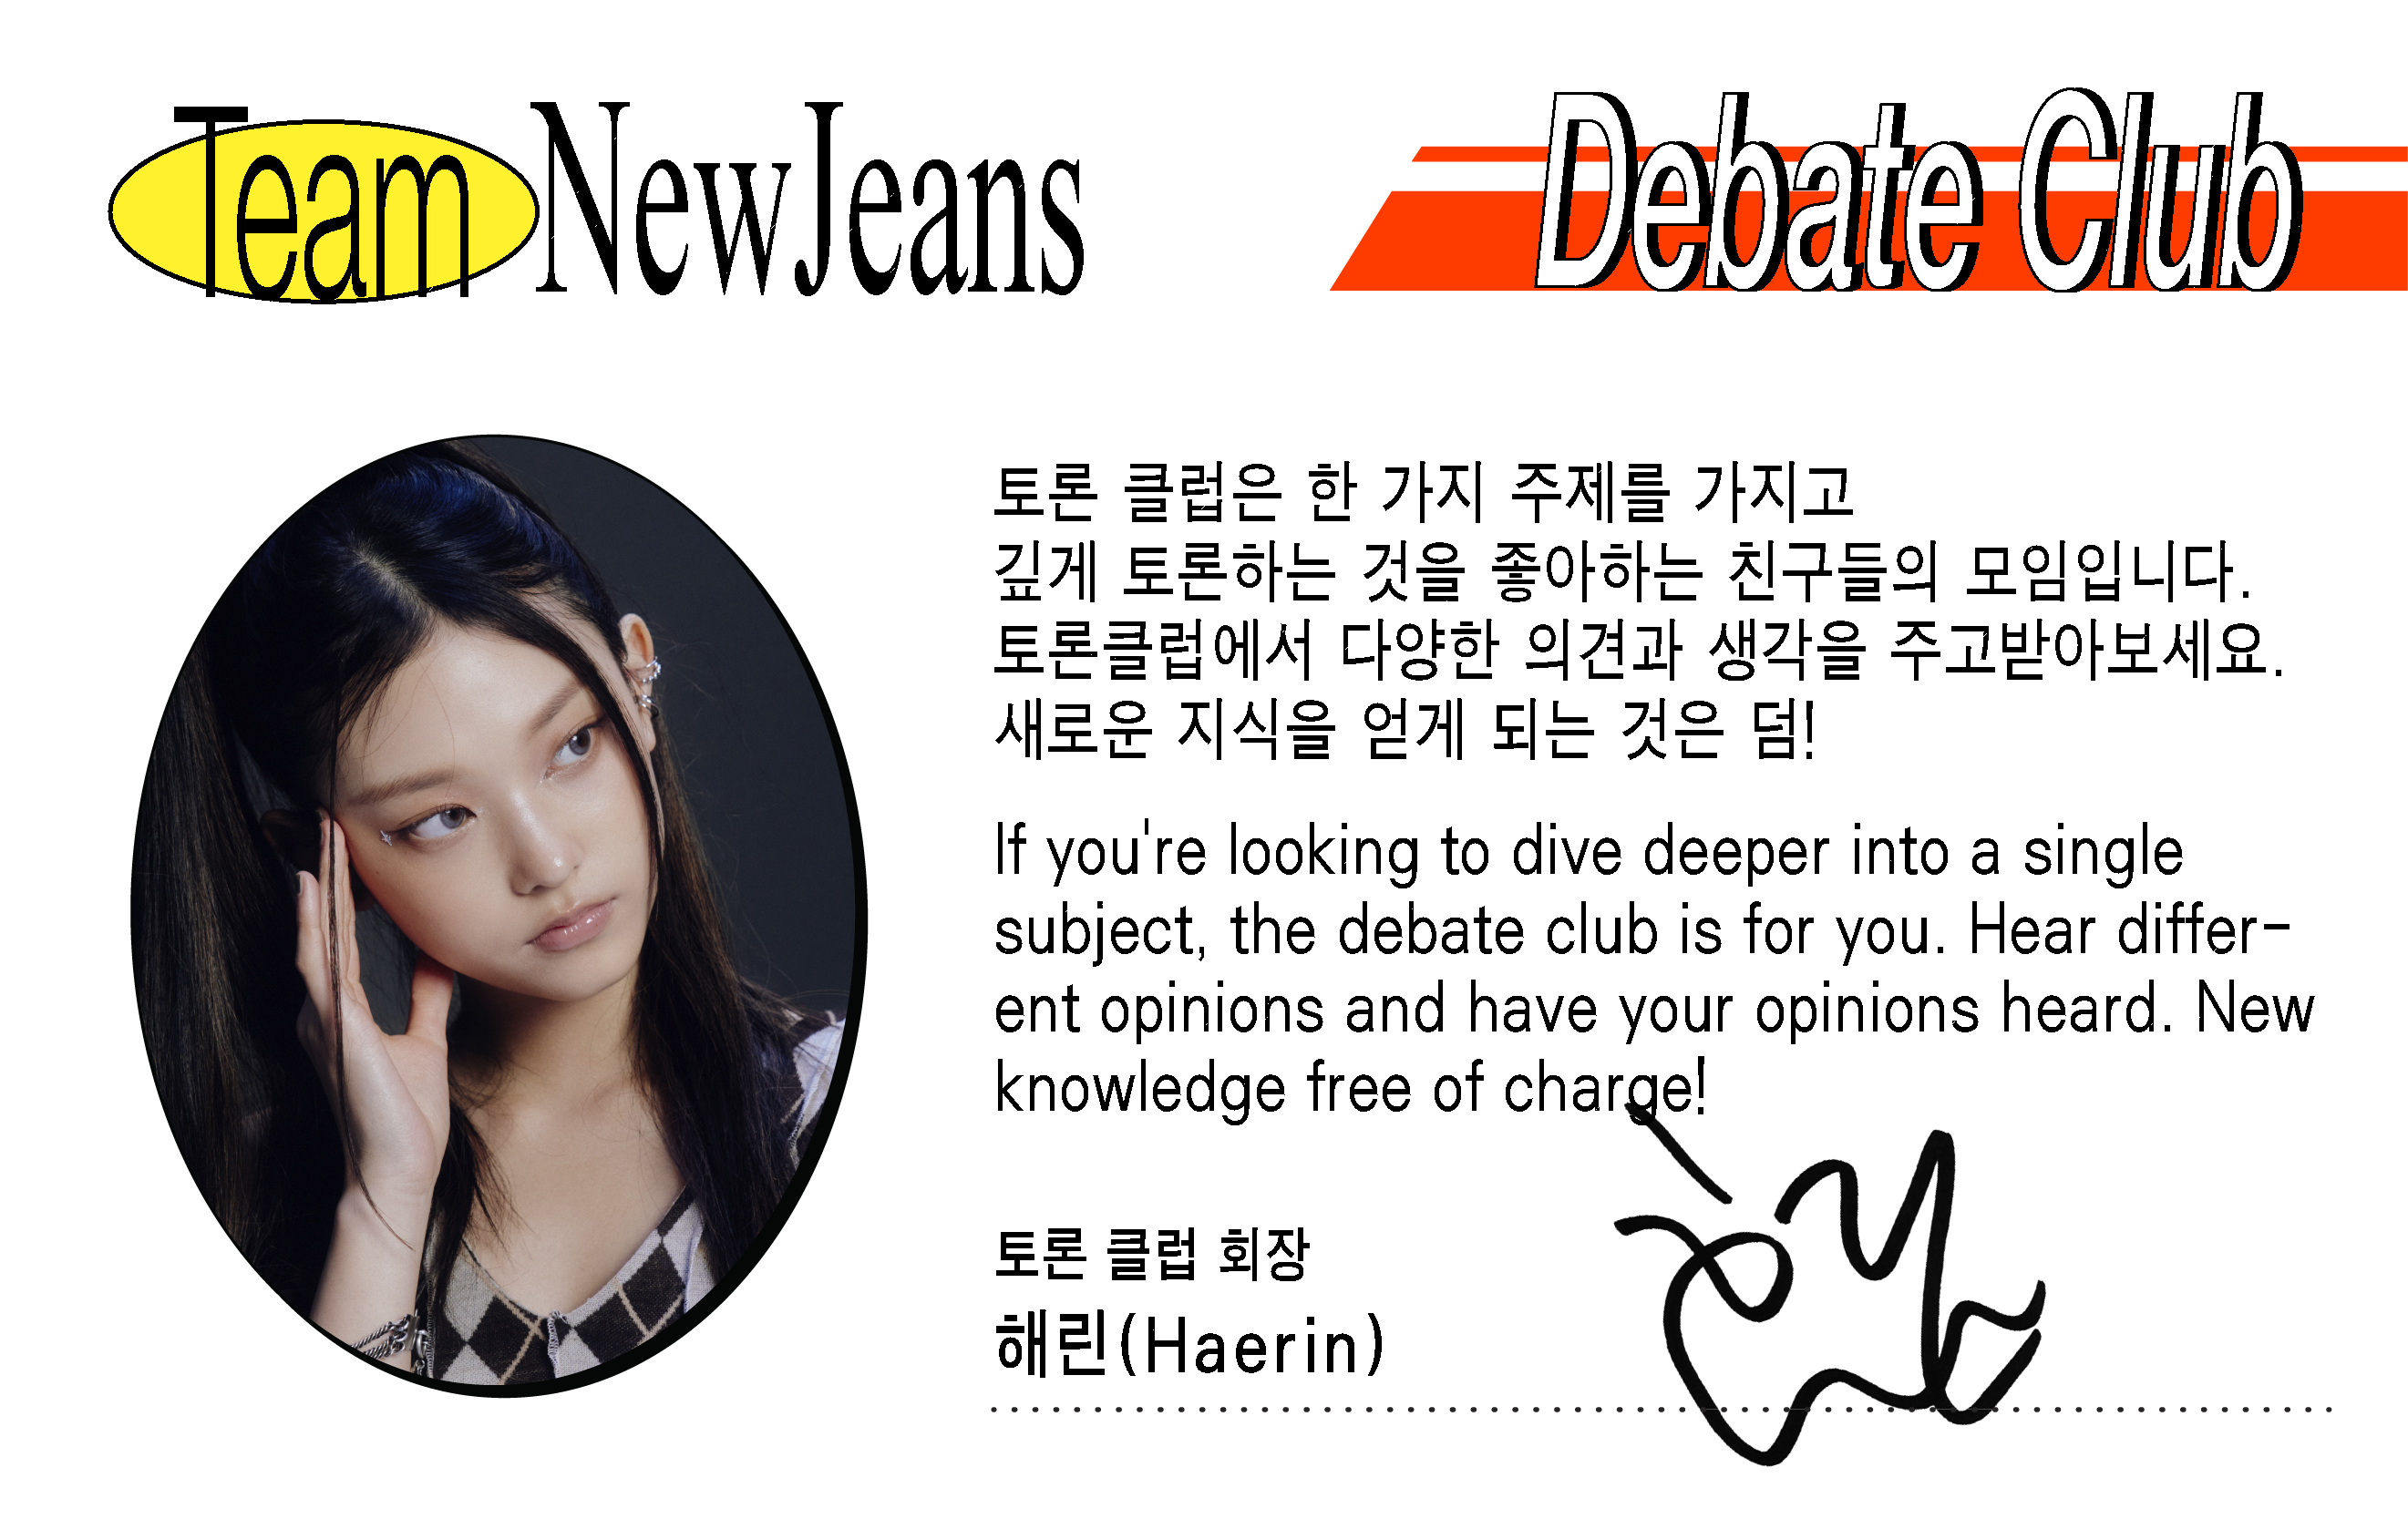 Team NewJeans
Debate Club
토론 클럽은 한 가지 주제를 가지고
깊게 토론하는 것을 좋아하는 친구들의 모임입니다.
토론클럽에서 다양한 의견과 생각을 주고받아보세요.
새로운 지식을 얻게 되는 것은 덤!
If you're looking to dive deeper into a single
subject, the debate club is for you. Hear differ-
ent opinions and have your opinions heard. New
knowledge free of charge!
토론 클럽 회장
해린(Haerin)